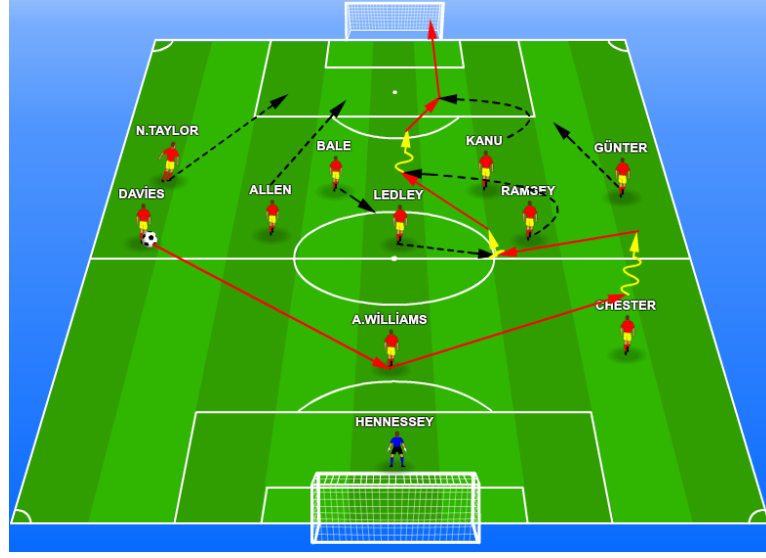 N.TAYLOR
BALE
KANU
GÜNTER
DAVİES
ALLEN
LEDLEY
RAMSEY
A.WİLLİAMS
CHESTER
HENNESSEY